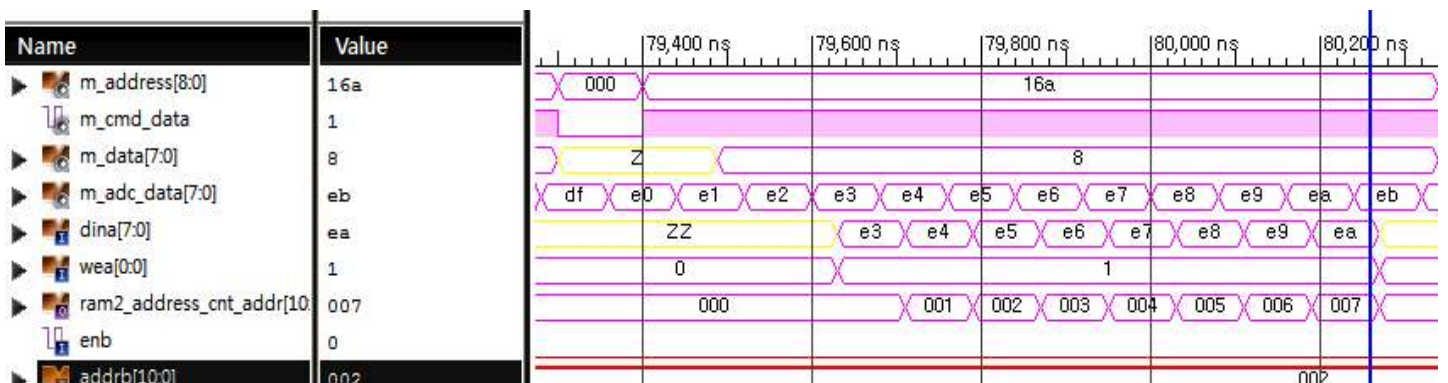 Name Value 79,400 ns 79,600 ns 79,800 ns 80,000 ns 80,200 ns
m_address[8:0] 16a 000 16a
m_cmd_data 1
m_data[7:0] 8 Z 8
m_adc_data[7:0] eb df e0 e1 e2 e3 e4 e5 e6 e7 e8 e9 ea eb
dina[7:0] ea ZZ e3 e4 e5 e6 e7 e8 e9 ea
wea[0:0] 1 0 1
ram2_address_cnt_addr[10: 007 000 001 002 003 004 005 006 007
enb 0
addrb[10:0] 002 002